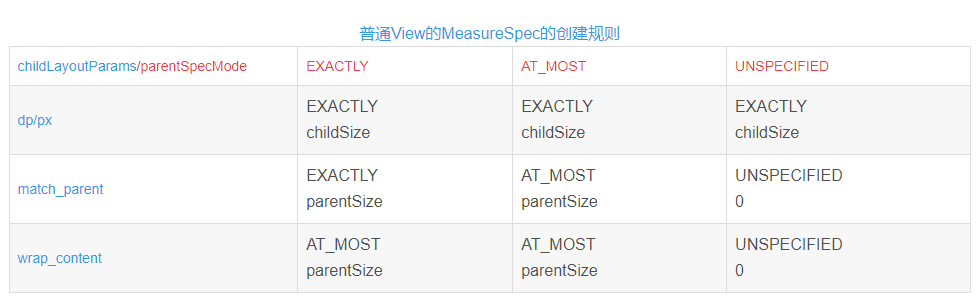 普通View的MeasureSpec的创建规则
childLayoutParams/parentSpecMode EXACTLY AT_MOST UNSPECIFIED
dp/px EXACTLY childSize EXACTLY childSize EXACTLY childSize
match_parent EXACTLY parentSize AT_MOST parentSize UNSPECIFIED 0
wrap_content AT_MOST parentSize AT_MOST parentSize UNSPECIFIED 0